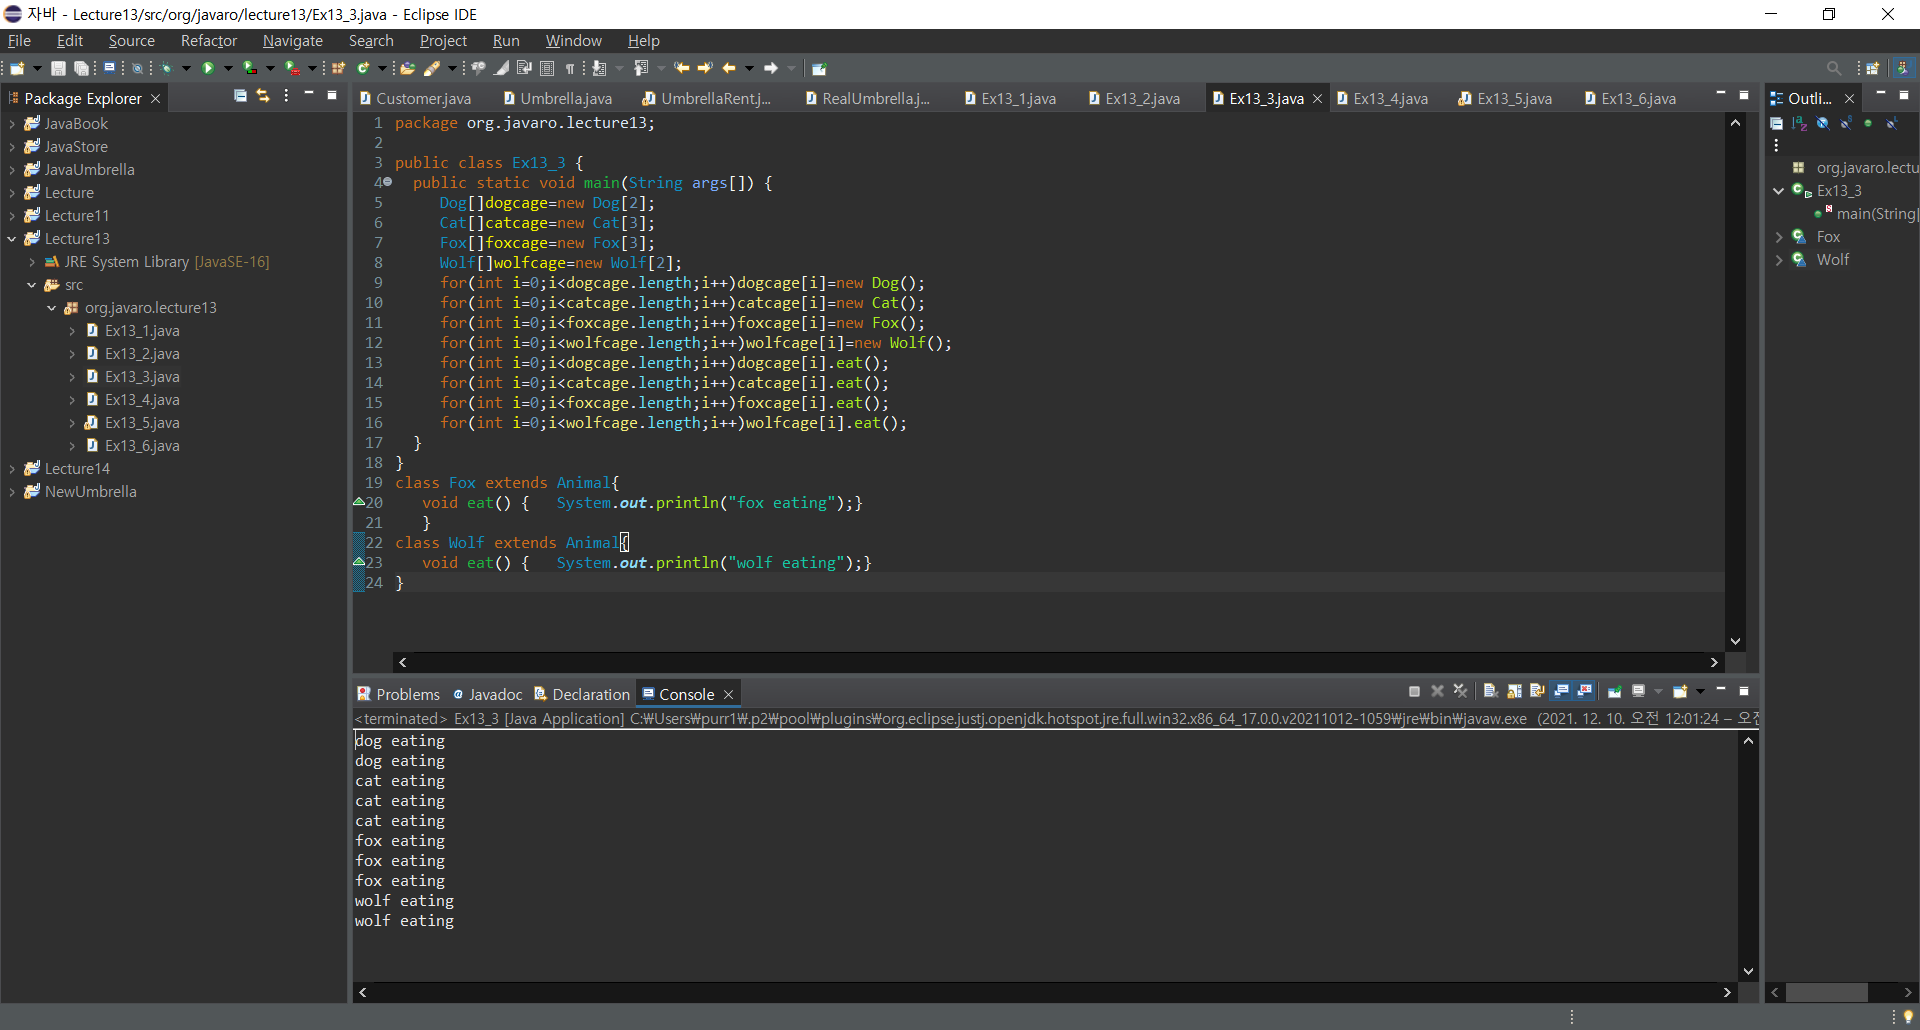 자바 - Lecture13/src/org/javaro/lecture13/Ex13_3.java - Eclipse IDE
File Edit Source Refactor Navigate Search Project Run Window Help
Package Explorer
JavaBook
JavaStore
JavaUmbrella
Lecture
Lecture11
Lecture13
JRE System Library [JavaSE-16]
src
org.javaro.lecture13
Ex13_1.java
Ex13_2.java
Ex13_3.java
Ex13_4.java
Ex13_5.java
Ex13_6.java
Lecture14
NewUmbrella
Customer.java Umbrella.java UmbrellaRent.j... RealUmbrella.j... Ex13_1.java Ex13_2.java Ex13_3.java Ex13_4.java Ex13_5.java Ex13_6.java
1 package org.javaro.lecture13;
2
3 public class Ex13_3 {
4 public static void main(String args[]) {
5 Dog[]dogcage=new Dog[2];
6 Cat[]catcage=new Cat[3];
7 Fox[]foxcage=new Fox[3];
8 Wolf[]wolfcage=new Wolf[2];
9 for(int i=0;i<dogcage.length;i++)dogcage[i]=new Dog();
10 for(int i=0;i<catcage.length;i++)catcage[i]=new Cat();
11 for(int i=0;i<foxcage.length;i++)foxcage[i]=new Fox();
12 for(int i=0;i<wolfcage.length;i++)wolfcage[i]=new Wolf();
13 for(int i=0;i<dogcage.length;i++)dogcage[i].eat();
14 for(int i=0;i<catcage.length;i++)catcage[i].eat();
15 for(int i=0;i<foxcage.length;i++)foxcage[i].eat();
16 for(int i=0;i<wolfcage.length;i++)wolfcage[i].eat();
17 }
18 }
19 class Fox extends Animal{
20 void eat() { System.out.println("fox eating");}
21 }
22 class Wolf extends Animal{
23 void eat() { System.out.println("wolf eating");}
24 }
Outli...
org.javaro.lectu
Ex13_3
main(String[
Fox
Wolf
Problems Javadoc Declaration Console
<terminated> Ex13_3 [Java Application] C:₩Users₩purr1₩.p2₩pool₩plugins₩org.eclipse.justj.openjdk.hotspot.jre.full.win32.x86_64_17.0.0.v20211012-1059₩jre₩bin₩javaw.exe (2021. 12. 10. 오전 12:01:24 – 오전
dog eating
dog eating
cat eating
cat eating
cat eating
fox eating
fox eating
fox eating
wolf eating
wolf eating